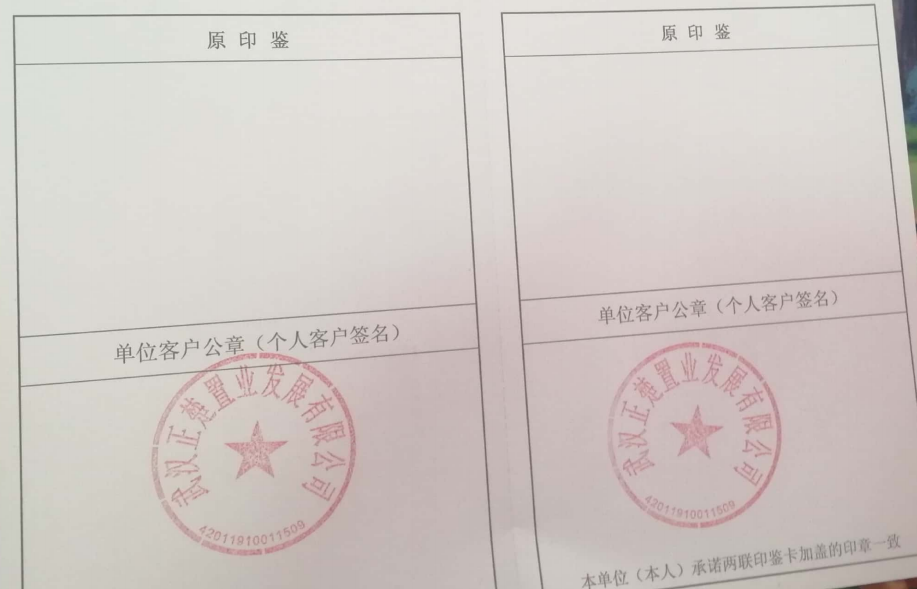 原印鉴
单位客户公章（个人客户签名）
武汉正楚置业发展有限公司
42011910011509
原印鉴
单位客户公章（个人客户签名）
武汉正楚置业发展有限公司
42011910011509
本单位（本人）承诺两联印鉴卡加盖的印章一致